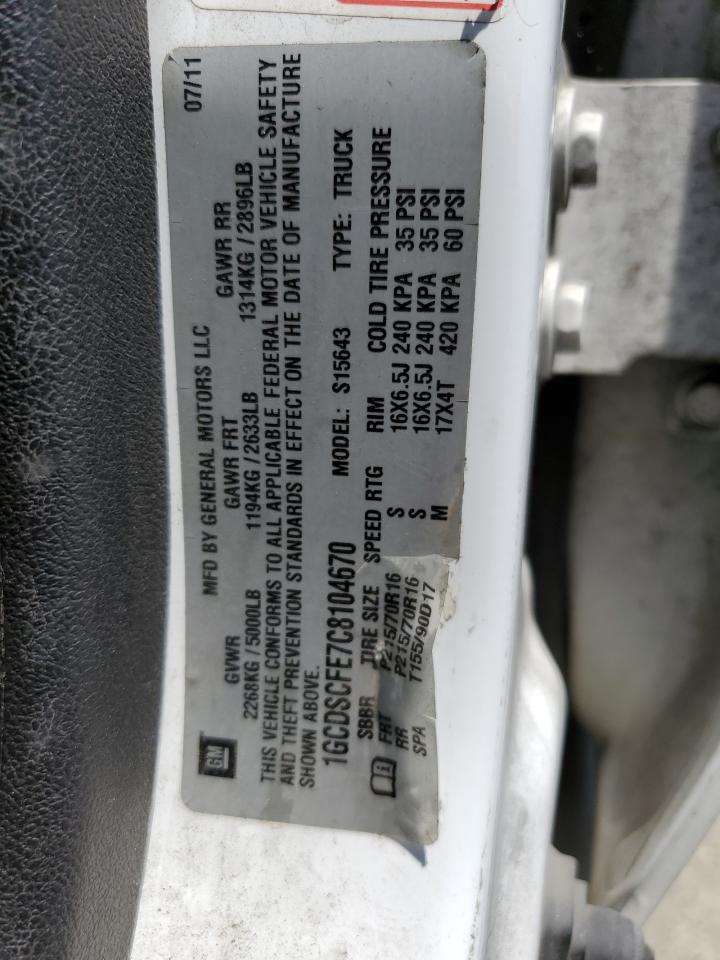 MFD BY GENERAL MOTORS LLC 07/11
GVWR GAWR FRT GAWR RR
2268KG / 5000LB 1194KG / 2633LB 1314KG / 2896LB
THIS VEHICLE CONFORMS TO ALL APPLICABLE FEDERAL MOTOR VEHICLE SAFETY
AND THEFT PREVENTION STANDARDS IN EFFECT ON THE DATE OF MANUFACTURE
SHOWN ABOVE.
1GCDSCFE7C8104670 MODEL: S15643 TYPE: TRUCK
SBBR TIRE SIZE SPEED RTG RIM COLD TIRE PRESSURE
FRT P215/70R16 S 16X6.5J 240 KPA 35 PSI
RR P215/70R16 S 16X6.5J 240 KPA 35 PSI
SPA T155/90D17 M 17X4T 420 KPA 60 PSI
GM